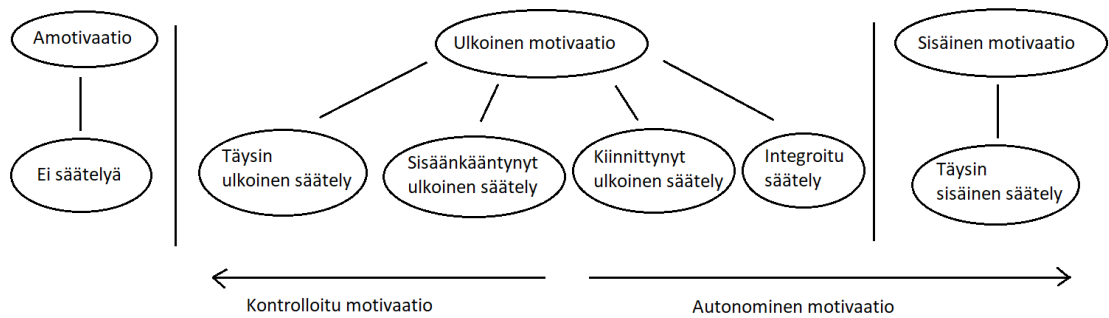 Amotivaatio
Ulkoinen motivaatio
Sisäinen motivaatio
Ei säätelyä
Täysin
ulkoinen säätely
Sisäänkääntynyt
ulkoinen säätely
Kiinnittynyt
ulkoinen säätely
Integroitu
säätely
Täysin
sisäinen säätely
Kontrolloitu motivaatio
Autonominen motivaatio